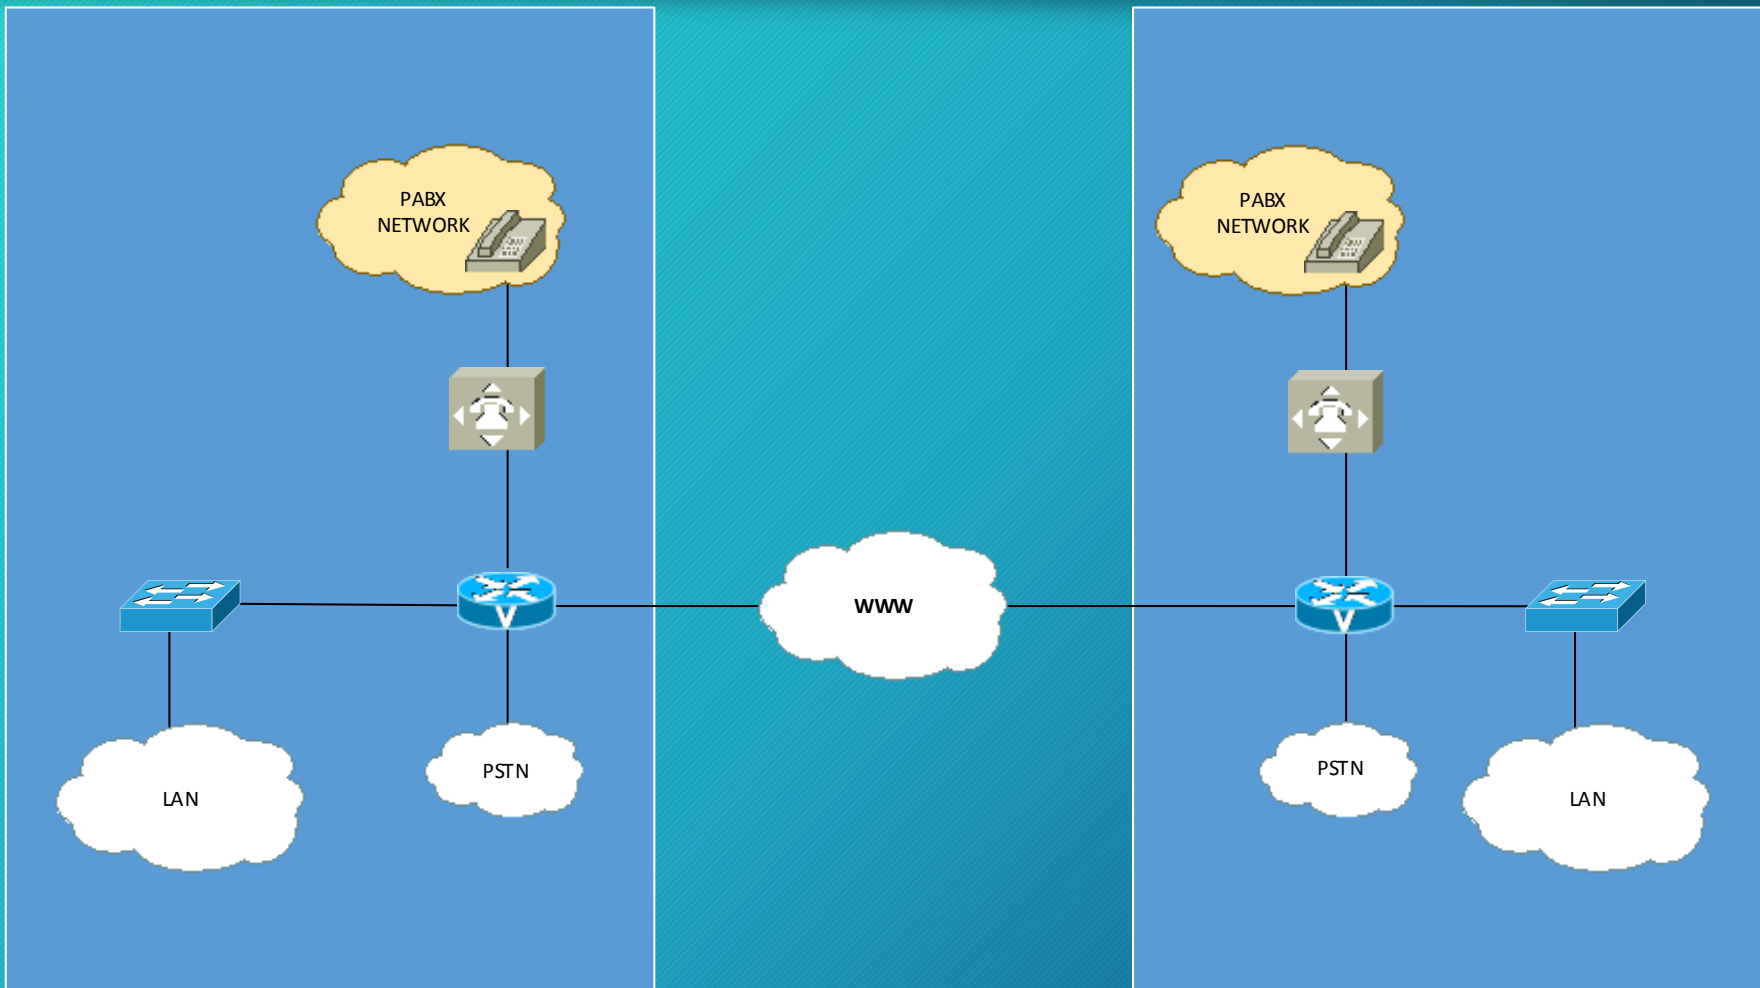 PABX
NETWORK
PABX
NETWORK
V
WWW
V
LAN
PSTN
PSTN
LAN